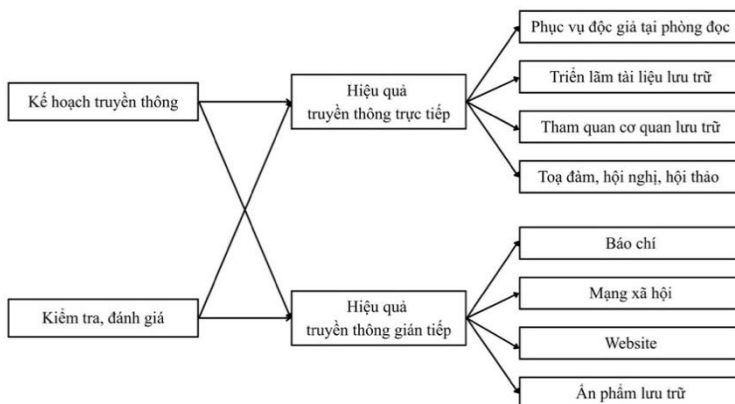 Kế hoạch truyền thông
Kiểm tra, đánh giá
Hiệu quả
truyền thông trực tiếp
Hiệu quả
truyền thông gián tiếp
Phục vụ độc giả tại phòng đọc
Triển lãm tài liệu lưu trữ
Tham quan cơ quan lưu trữ
Toạ đàm, hội nghị, hội thảo
Báo chí
Mạng xã hội
Website
Ấn phẩm lưu trữ